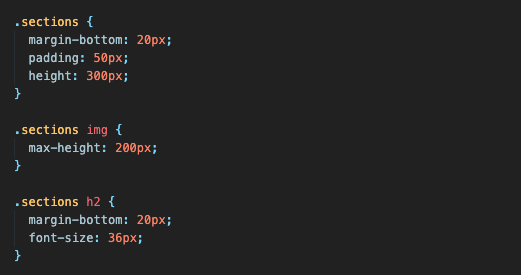 .sections {
  margin-bottom: 20px;
  padding: 50px;
  height: 300px;
}

.sections img {
  max-height: 200px;
}

.sections h2 {
  margin-bottom: 20px;
  font-size: 36px;
}